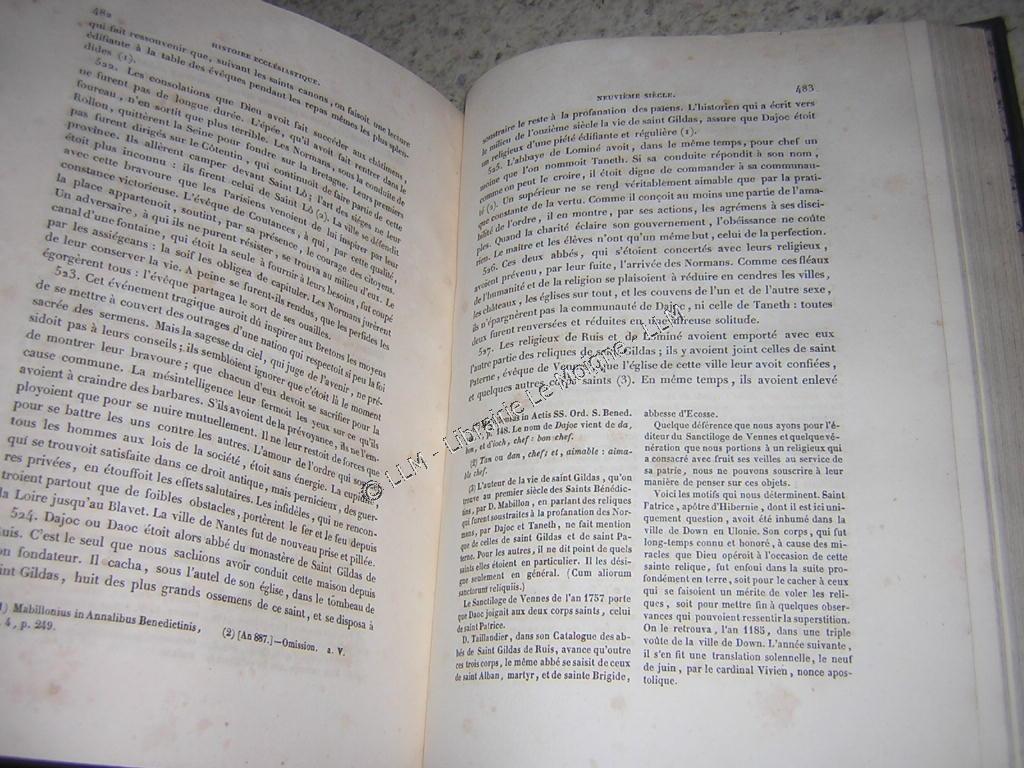 482
HISTOIRE ECCLÉSIASTIQUE.
qui fait ressouvenir que, suivant les saints canons, on faisoit une lecture
édifiante à la table des évêques pendant les repas mêmes les plus splen-
dides (1).
522. Les consolations que Dieu avoit fait succéder aux châtimens,
ne furent pas de longue durée. L'épée, qu'il avoit fait rentrer dans le
foureau, n'en sortit que plus terrible. Les Normans, sous la conduite de
Rollon, quittèrent la Seine pour fondre sur la Bretagne. Leurs premiers
pas furent dirigés sur le Côtentin, qui continuoit de faire partie de cette
province. Ils allèrent camper devant Saint Lô (2). La ville se défendit
avec cette bravoure que les Parisiens venoient de lui inspirer par leur
constance victorieuse. L'évêque de Coutances, à qui, par cette qualité,
la place appartenoit, soutint, par sa présence, le courage des citoyens.
Un adversaire, à qui ils ne purent résister, se trouva au milieu d'eux. Le
canal d'une fontaine, qui étoit la seule à fournir à leurs besoins, fut coupé
par les assiégeans: la soif les obligea de capituler. Les Normans jurèrent
de leur conserver la vie. A peine se furent-ils rendus, que les perfides les
égorgèrent tous: l'évêque partagea le sort de ses ouailles.
523. Cet événement tragique auroit dû inspirer aux Bretons les moyens
de se mettre à couvert des outrages d'une nation qui respectoit si peu la foi
sacrée des sermens. Mais la sagesse du ciel, qui juge de l'avenir, ne pré-
sidoit pas à leurs conseils; ils sembloient ignorer que c'étoit là le moment
de montrer leur bravoure; que chacun d'eux devoit se sacrifier pour la
cause commune. La mésintelligence leur fermoit les yeux sur ce qu'ils
avoient à craindre des barbares. S'ils avoient de la prévoyance, ils ne l'em-
ployoient que pour se nuire mutuellement. Il ne leur restoit de forces que
pour se battre les uns contre les autres. L'amour de l'ordre, qui soumet
tous les hommes aux lois de la société, étoit sans énergie. La cupidité,
qui se trouvoit satisfaite dans ce droit antique, mais pernicieux, des guer-
res privées, en étouffoit les effets salutaires. Les infidèles, qui ne rencon-
troient partout que de foibles obstacles, portèrent le fer et le feu depuis
la Loire jusqu'au Blavet. La ville de Nantes fut de nouveau prise et pillée.
524. Dajoc ou Daoc étoit alors abbé du monastère de Saint Gildas de
uis. C'est le seul que nous sachions avoir conduit cette maison depuis
on fondateur. Il cacha, sous l'autel de son église, dans le tombeau de
int Gildas, huit des plus grands ossemens de ce saint, et se disposa à
1) Mabillonius in Annalibus Benedictinis,
4, p. 249.
(2) [An 887.]—Omission. a. V.
NEUVIÈME SIÈCLE.
483
construire le reste à la profanation des païens. L'historien qui a écrit vers
le milieu de l'onzième siècle la vie de saint Gildas, assure que Dajoc étoit
un religieux d'une piété édifiante et régulière (1).
525. L'abbaye de Lominé avoit, dans le même temps, pour chef un
moine que l'on nommoit Taneth. Si sa conduite répondit à son nom,
comme on peut le croire, il étoit digne de commander à sa communau-
té (2). Un supérieur ne se rend véritablement aimable que par la prati-
que constante de la vertu. Comme il conçoit au moins une partie de l'ama-
bilité de l'ordre, il en montre, par ses actions, les agrémens à ses disci-
ples. Quand la charité éclaire son gouvernement, l'obéissance ne coûte
rien. Le maître et les élèves n'ont qu'un même but, celui de la perfection.
526. Ces deux abbés, qui s'étoient concertés avec leurs religieux,
avoient prévenu, par leur fuite, l'arrivée des Normans. Comme ces fléaux
de l'humanité et de la religion se plaisoient à réduire en cendres les villes,
les châteaux, les églises sur tout, et les couvens de l'un et de l'autre sexe,
ils n'épargnèrent pas la communauté de Dajoc, ni celle de Taneth: toutes
deux furent renversées et réduites en une affreuse solitude.
527. Les religieux de Ruis et de Lominé avoient emporté avec eux
l'autre partie des reliques de saint Gildas; ils y avoient joint celles de saint
Paterne, évêque de Vennes, que l'église de cette ville leur avoit confiées,
et quelques autres corps saints (3). En même temps, ils avoient enlevé
in Actis SS. Ord. S. Bened.
p. 148. Le nom de Dajoc vient de da,
bon, et d'och, chef: bon chef.
(2) Tan ou dan, chefs et, aimable: aima-
ble chef.
(3) L'auteur de la vie de saint Gildas, qu'on
trouve au premier siècle des Saints Bénédic-
tins, par D. Mabillon, en parlant des reliques
qui furent soustraites à la profanation des Nor-
mans, par Dajoc et Taneth, ne fait mention
que de celles de saint Gildas et de saint Pa-
terne. Pour les autres, il ne dit point de quels
saints elles étoient en particulier. Il les dési-
gne seulement en général. (Cum aliorum
sanctorum reliquiis.)
Le Sanctiloge de Vennes de l'an 1757 porte
que Daoc joignit aux deux corps saints, celui
de saint Patrice.
D. Taillandier, dans son Catalogue des ab-
bés de Saint Gildas de Ruis, avance qu'outre
ces trois corps, le même abbé se saisit de ceux
de saint Alban, martyr, et de sainte Brigide,
abbesse d'Ecosse.
Quelque déférence que nous ayons pour l'é-
diteur du Sanctiloge de Vennes et quelque vé-
nération que nous portions à un religieux qui
a consacré avec fruit ses veilles au service de
sa patrie, nous ne pouvons souscrire à leur
manière de penser sur ces objets.
Voici les motifs qui nous déterminent. Saint
Patrice, apôtre d'Hibernie, dont il est ici uni-
quement question, avoit été inhumé dans la
ville de Down en Ulonie. Son corps, qui fut
long-temps connu et honoré, à cause des mi-
racles que Dieu opéroit à l'occasion de cette
sainte relique, fut enfoui dans la suite pro-
fondément en terre, soit pour le cacher à ceux
qui se faisoient un mérite de voler les reli-
ques, soit pour mettre fin à quelques obser-
vances qui pouvoient ressentir la superstition.
On le retrouva, l'an 1185, dans une triple
voûte de la ville de Down. L'année suivante,
il s'en fit une translation solennelle, le neuf
de juin, par le cardinal Vivien, nonce apos-
tolique.
© LLM - Librairie Le Moigne - LLM